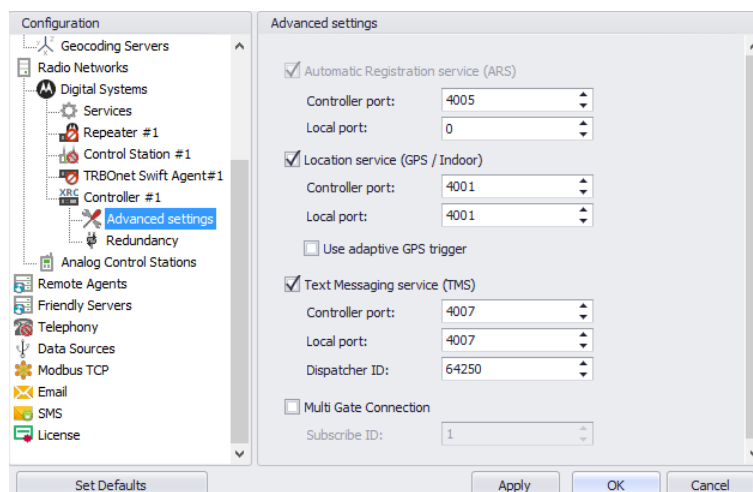 Configuration
Geocoding Servers
Radio Networks
Digital Systems
Services
Repeater #1
Control Station #1
TRBOnet Swift Agent#1
XRC Controller #1
Advanced settings
Redundancy
Analog Control Stations
Remote Agents
Friendly Servers
Telephony
Data Sources
Modbus TCP
Email
SMS
License
Set Defaults
Advanced settings
Automatic Registration service (ARS)
Controller port: 4005
Local port: 0
Location service (GPS / Indoor)
Controller port: 4001
Local port: 4001
Use adaptive GPS trigger
Text Messaging service (TMS)
Controller port: 4007
Local port: 4007
Dispatcher ID: 64250
Multi Gate Connection
Subscribe ID: 1
Apply OK Cancel